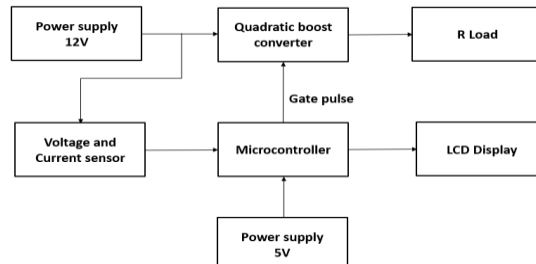 Power supply
12V
Quadratic boost
converter
R Load
Gate pulse
Voltage and
Current sensor
Microcontroller
LCD Display
Power supply
5V